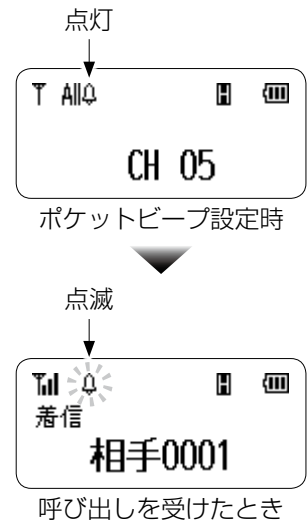 点灯
All H
CH 05
ポケットビープ設定時
点滅
H
着信
相手0001
呼び出しを受けたとき